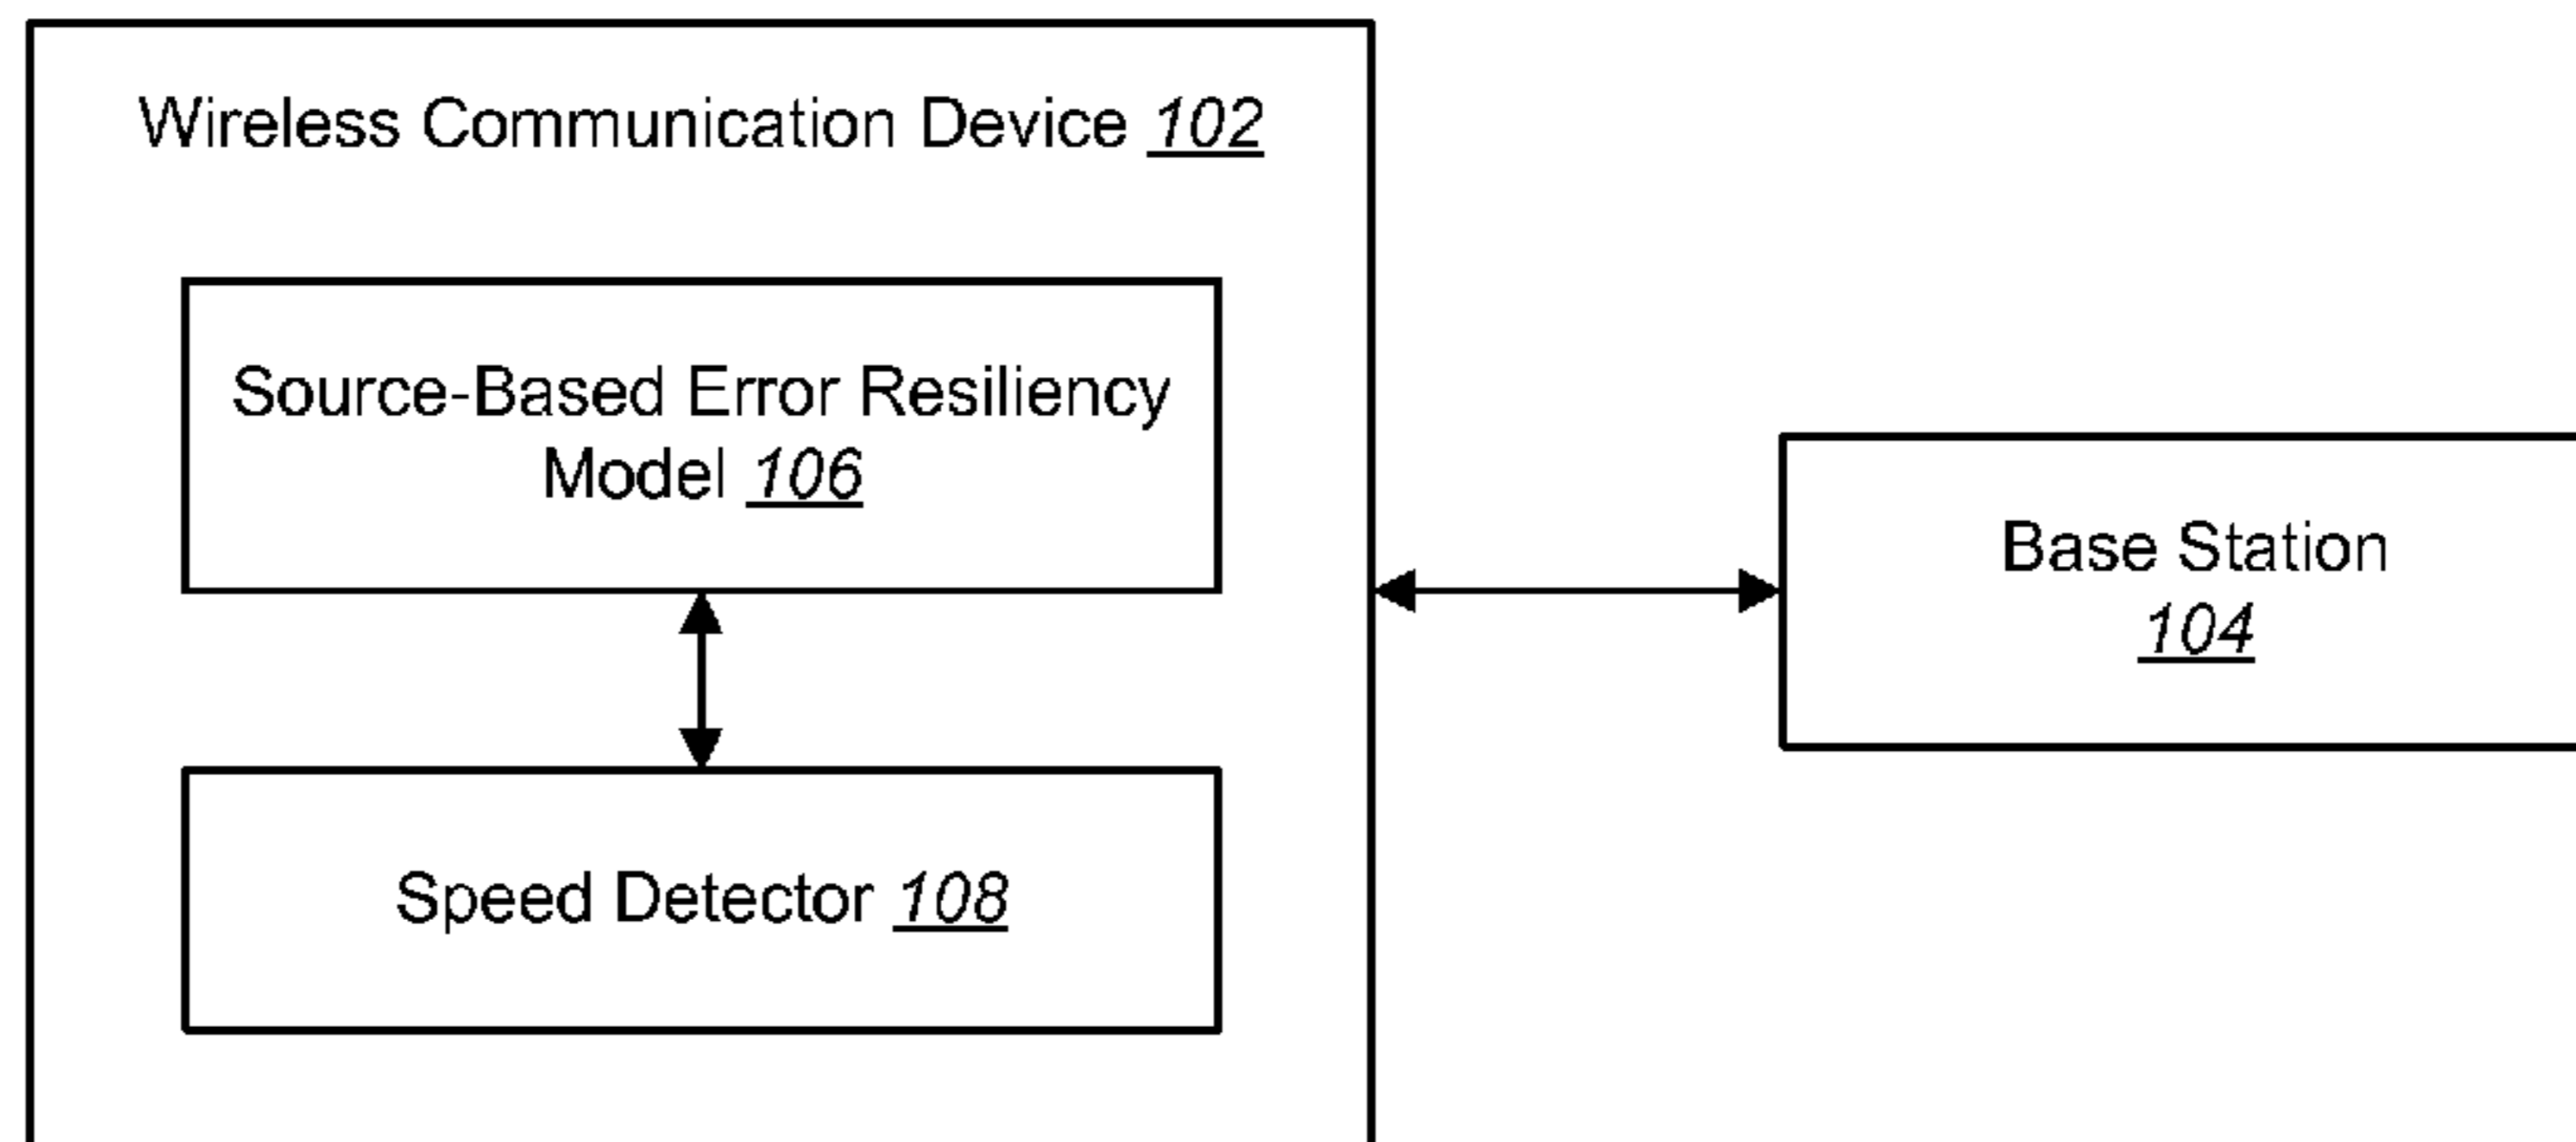 Wireless Communication Device 102
Source-Based Error Resiliency
Model 106
Base Station
104
Speed Detector 108